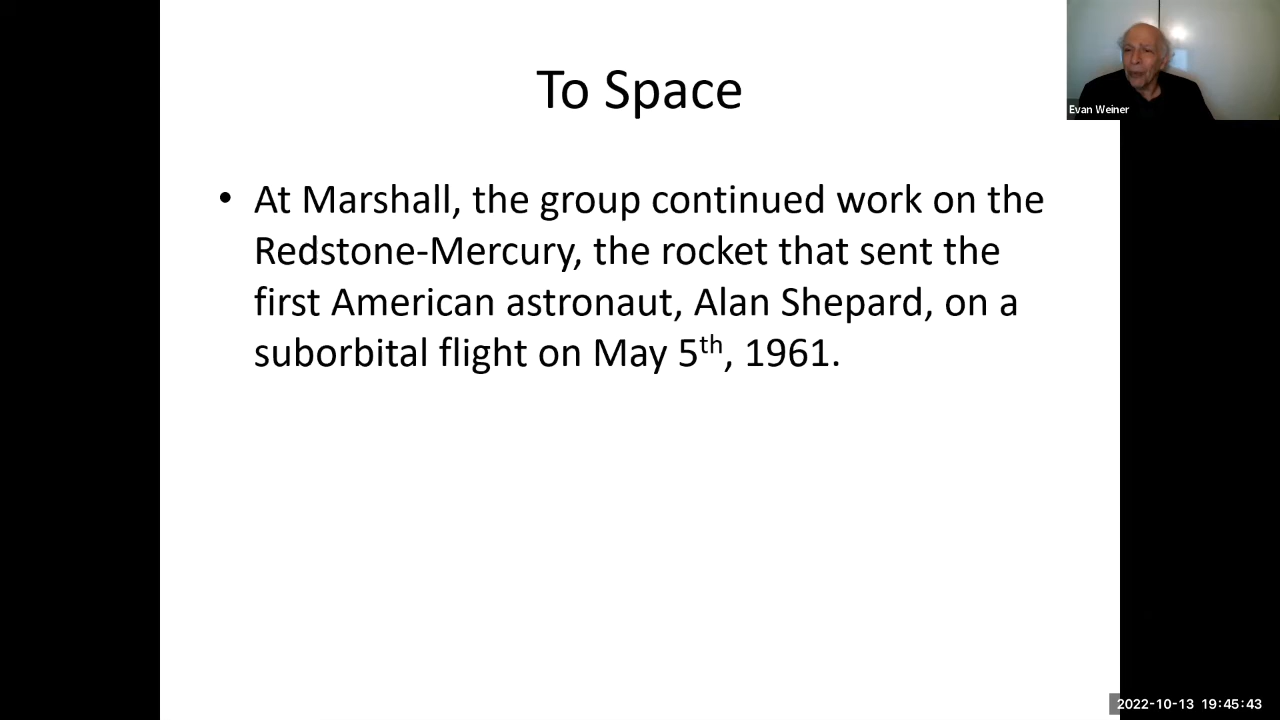 To Space
Evan Weiner
• At Marshall, the group continued work on the
Redstone-Mercury, the rocket that sent the
first American astronaut, Alan Shepard, on a
suborbital flight on May 5th, 1961.
2022-10-13 19:45:43